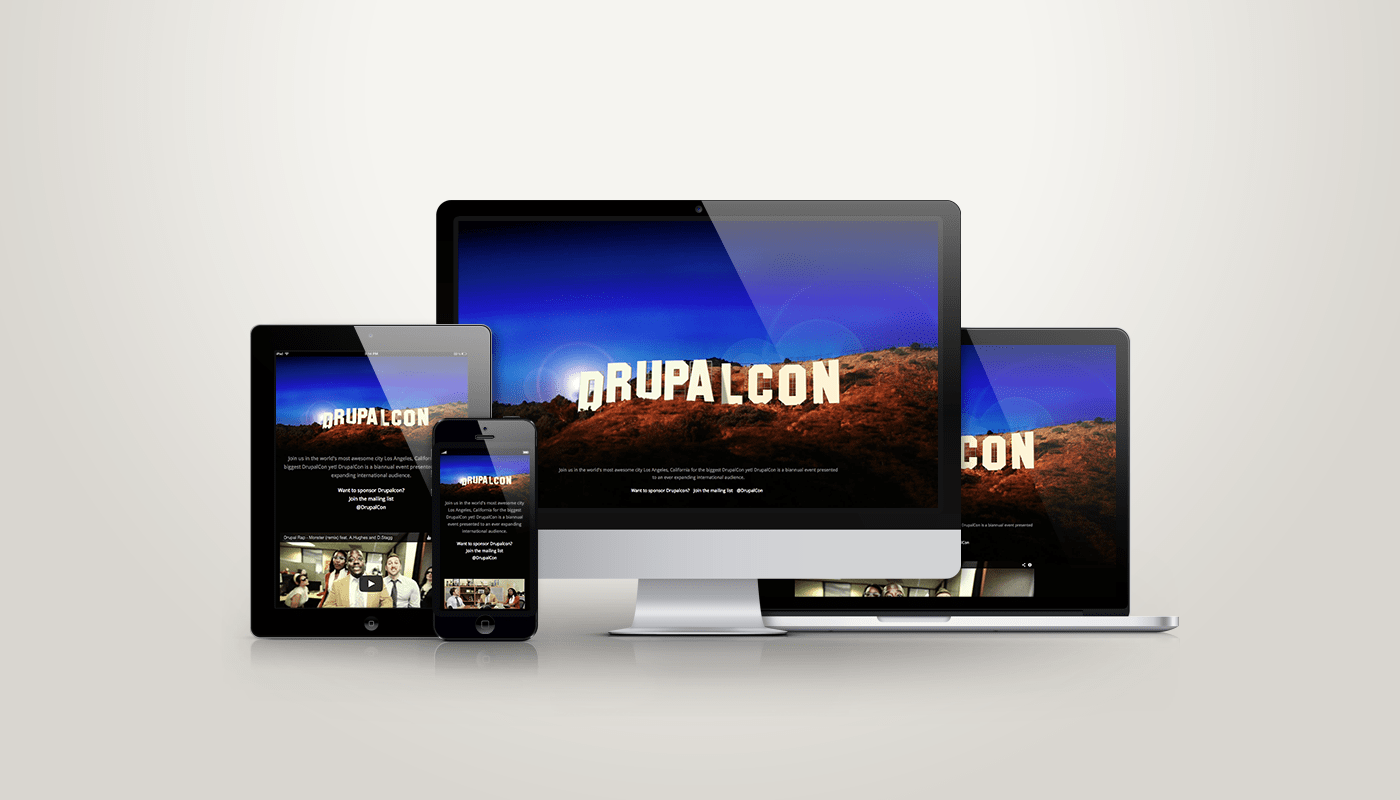 DRUPALCON
Join us in the world's most awesome city Los Angeles, California for the biggest DrupalCon yet! DrupalCon is a biannual event presented
to an ever expanding international audience.
Want to sponsor Drupalcon? Join the mailing list @DrupalCon
DRUPALCON
Join us in the world's most awesome city Los Angeles, Californi
biggest DrupalCon yet! DrupalCon is a biannual event presente
expanding international audience.
Want to sponsor Drupalcon?
Join the mailing list
@DrupalCon
Drupal Rap - Monster (remix) feat. A.Hughes and D.Stagg
DRUPALCON
Join us in the world's most awesome city
Los Angeles, California for the biggest
DrupalCon yet! DrupalCon is a biannual
event presented to an ever expanding
international audience.
Want to sponsor Drupalcon?
Join the mailing list
@DrupalCon
CON
DrupalCon is a biannual event presented